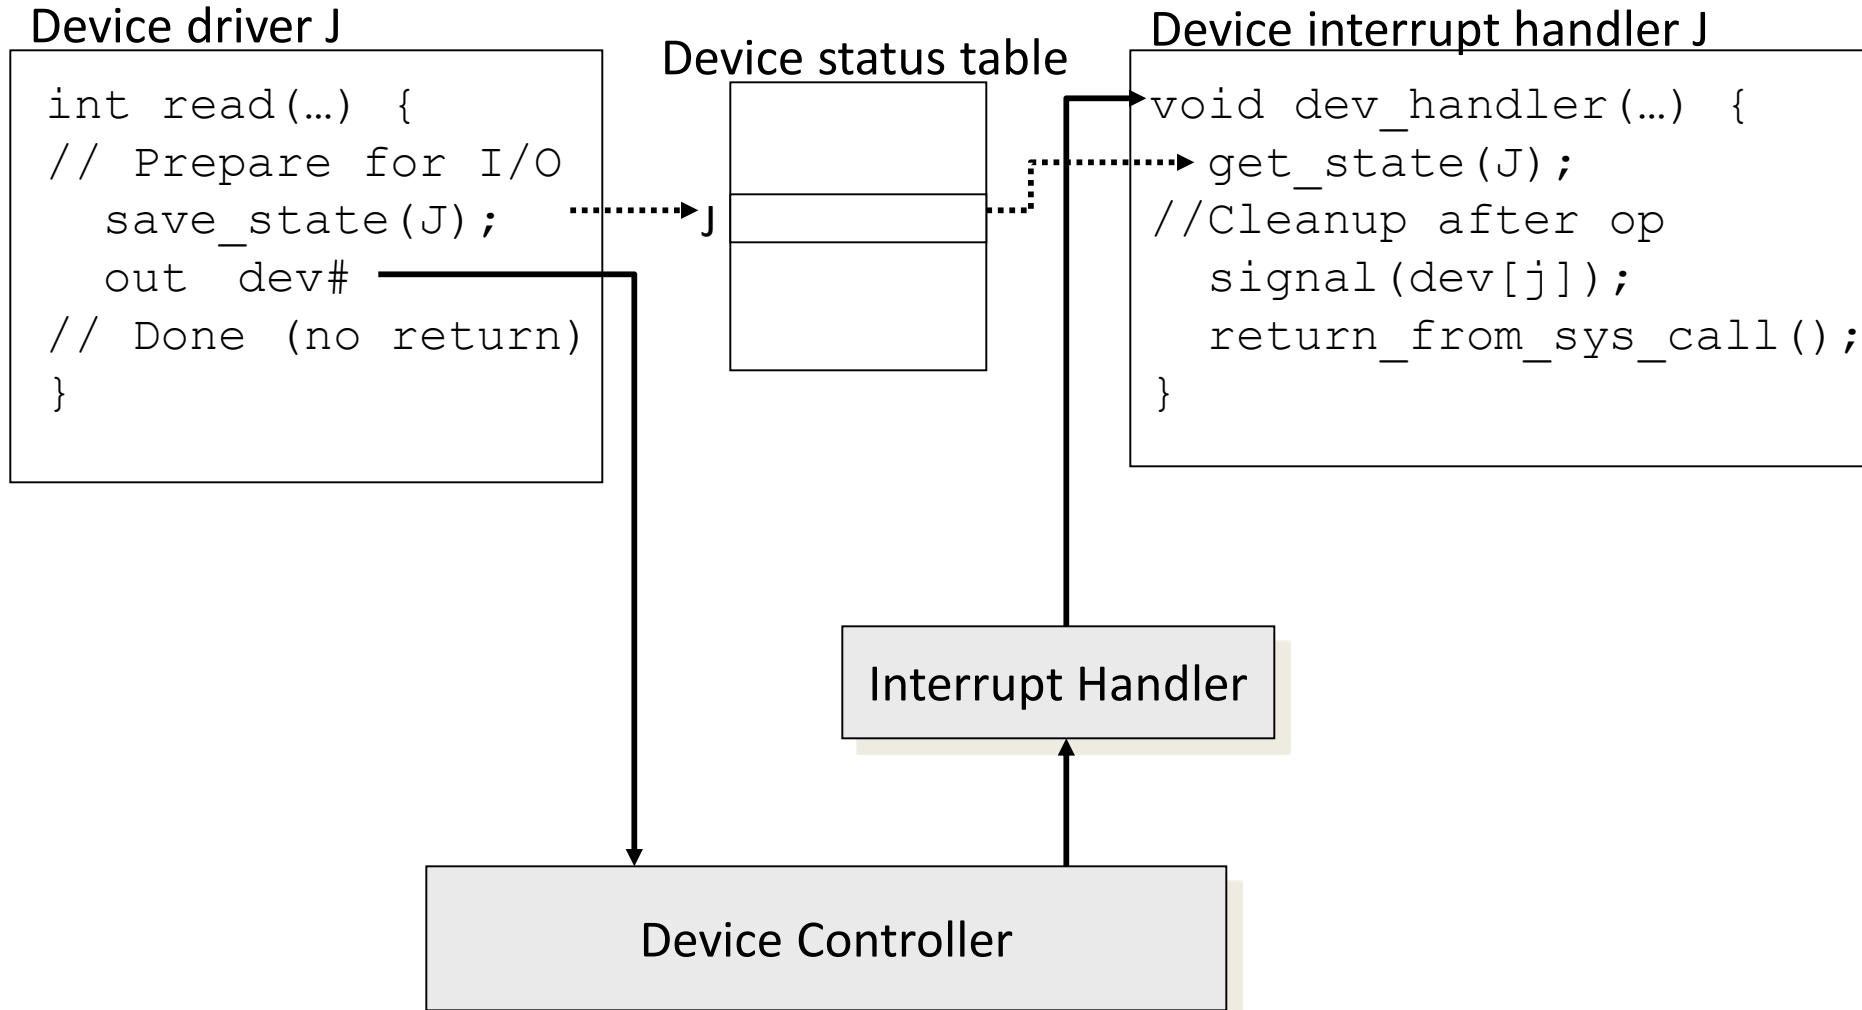 Device driver J
int read(…) {
// Prepare for I/O
save_state(J);
out dev#
// Done (no return)
}
Device status table
J
Device interrupt handler J
void dev_handler(…) {
get_state(J);
//Cleanup after op
signal(dev[j]);
return_from_sys_call();
}
Interrupt Handler
Device Controller